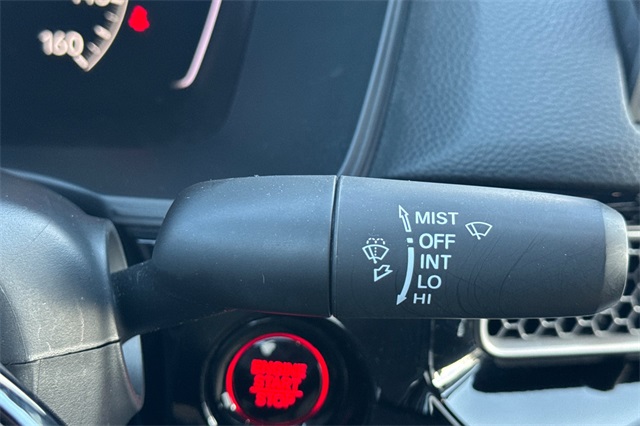 160
MIST
OFF
INT
LO
HI
ENGINE
START
STOP